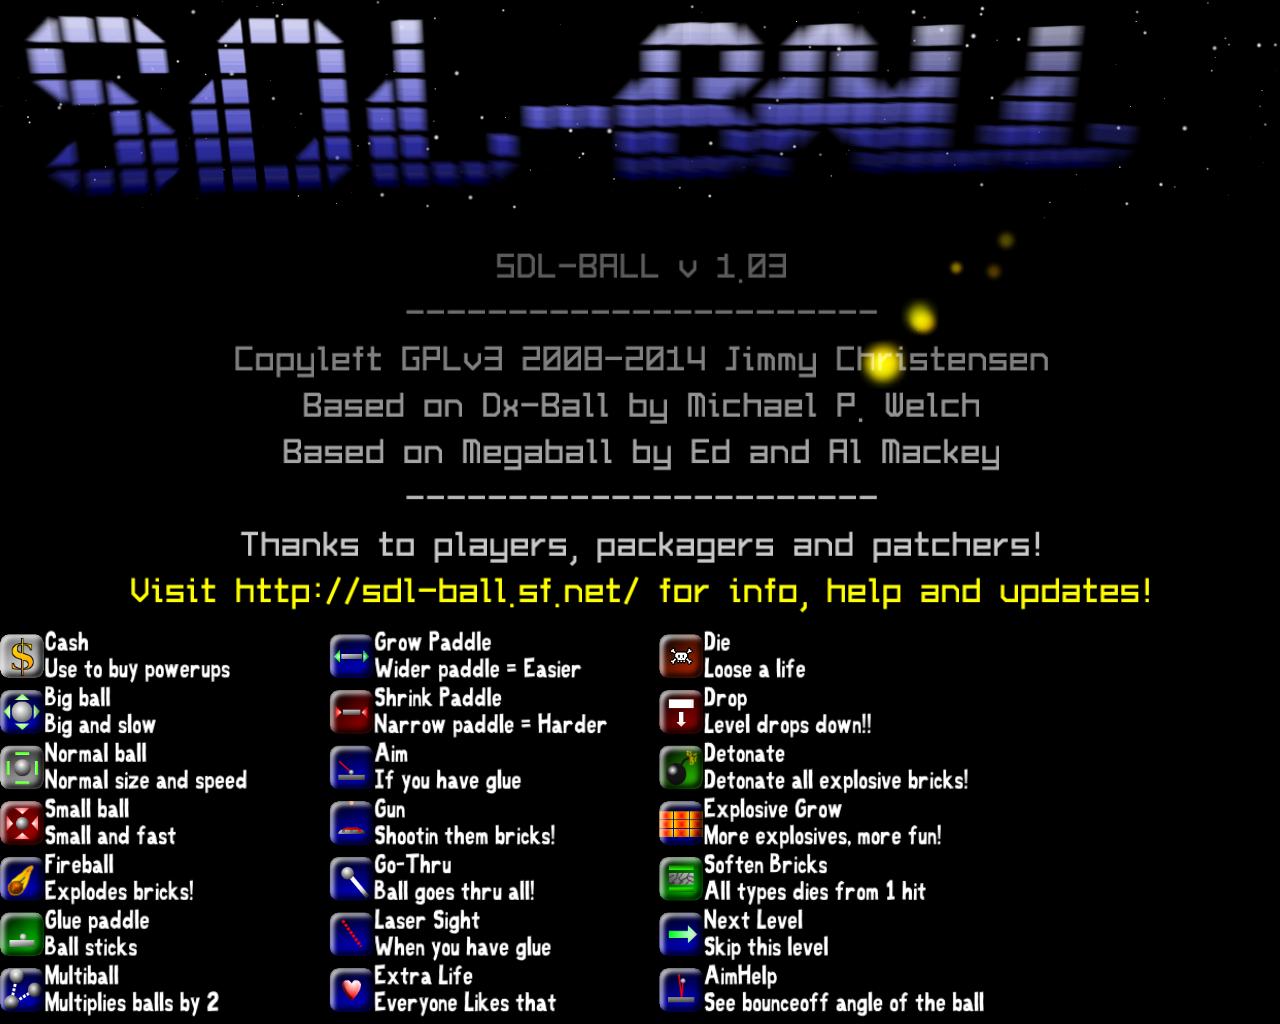 SDL-BALL
SDL-BALL v 1.03
-----------------------
Copyleft GPLv3 2008-2014 Jimmy Christensen
Based on Dx-Ball by Michael P. Welch
Based on Megaball by Ed and Al Mackey
-----------------------
Thanks to players, packagers and patchers!
Visit http://sdl-ball.sf.net/ for info, help and updates!
Cash
Use to buy powerups
Big ball
Big and slow
Normal ball
Normal size and speed
Small ball
Small and fast
Fireball
Explodes bricks!
Glue paddle
Ball sticks
Multiball
Multiplies balls by 2
Grow Paddle
Wider paddle = Easier
Shrink Paddle
Narrow paddle = Harder
Aim
If you have glue
Gun
Shootin them bricks!
Go-Thru
Ball goes thru all!
Laser Sight
When you have glue
Extra Life
Everyone Likes that
Die
Loose a life
Drop
Level drops down!!
Detonate
Detonate all explosive bricks!
Explosive Grow
More explosives, more fun!
Soften Bricks
All types dies from 1 hit
Next Level
Skip this level
AimHelp
See bounceoff angle of the ball